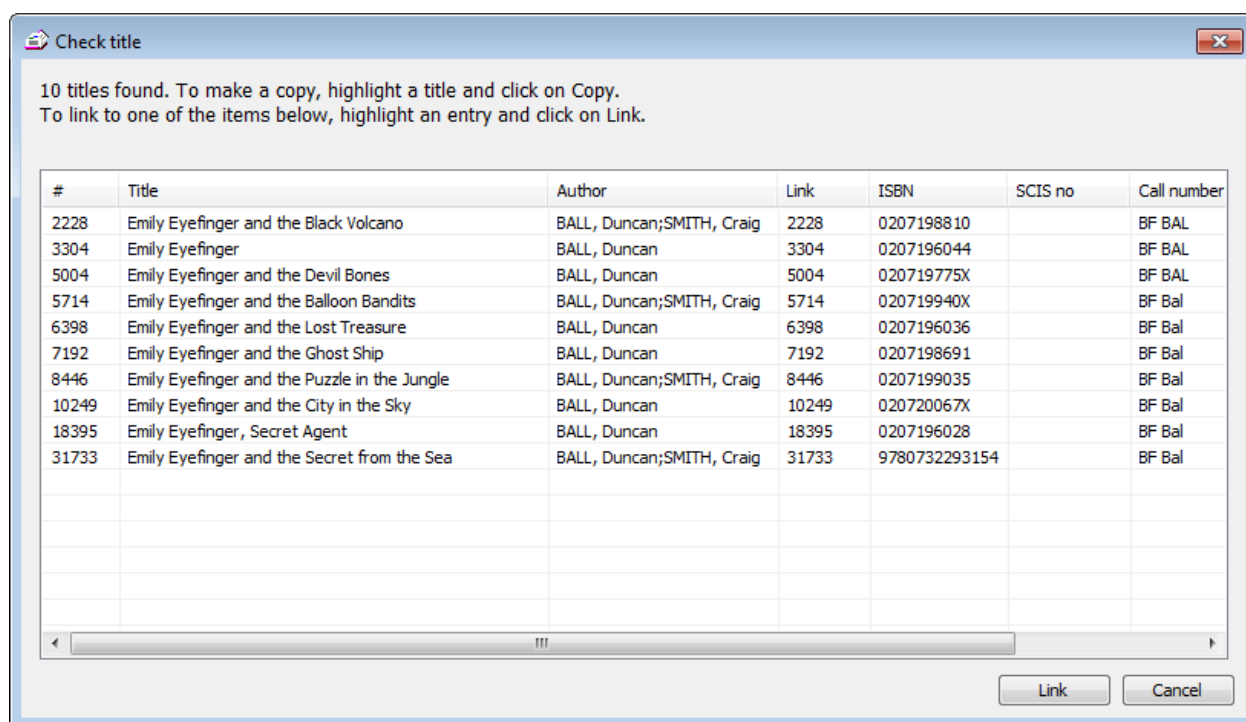 Check title
10 titles found. To make a copy, highlight a title and click on Copy.
To link to one of the items below, highlight an entry and click on Link.
# Title Author Link ISBN SCIS no Call number
2228 Emily Eyefinger and the Black Volcano BALL, Duncan;SMITH, Craig 2228 0207198810 BF BAL
3304 Emily Eyefinger BALL, Duncan 3304 0207196044 BF BAL
5004 Emily Eyefinger and the Devil Bones BALL, Duncan 5004 020719775X BF BAL
5714 Emily Eyefinger and the Balloon Bandits BALL, Duncan;SMITH, Craig 5714 020719940X BF Bal
6398 Emily Eyefinger and the Lost Treasure BALL, Duncan 6398 0207196036 BF Bal
7192 Emily Eyefinger and the Ghost Ship BALL, Duncan 7192 0207198691 BF Bal
8446 Emily Eyefinger and the Puzzle in the Jungle BALL, Duncan;SMITH, Craig 8446 0207199035 BF Bal
10249 Emily Eyefinger and the City in the Sky BALL, Duncan 10249 020720067X BF Bal
18395 Emily Eyefinger, Secret Agent BALL, Duncan 18395 0207196028 BF Bal
31733 Emily Eyefinger and the Secret from the Sea BALL, Duncan;SMITH, Craig 31733 9780732293154 BF Bal
Link Cancel